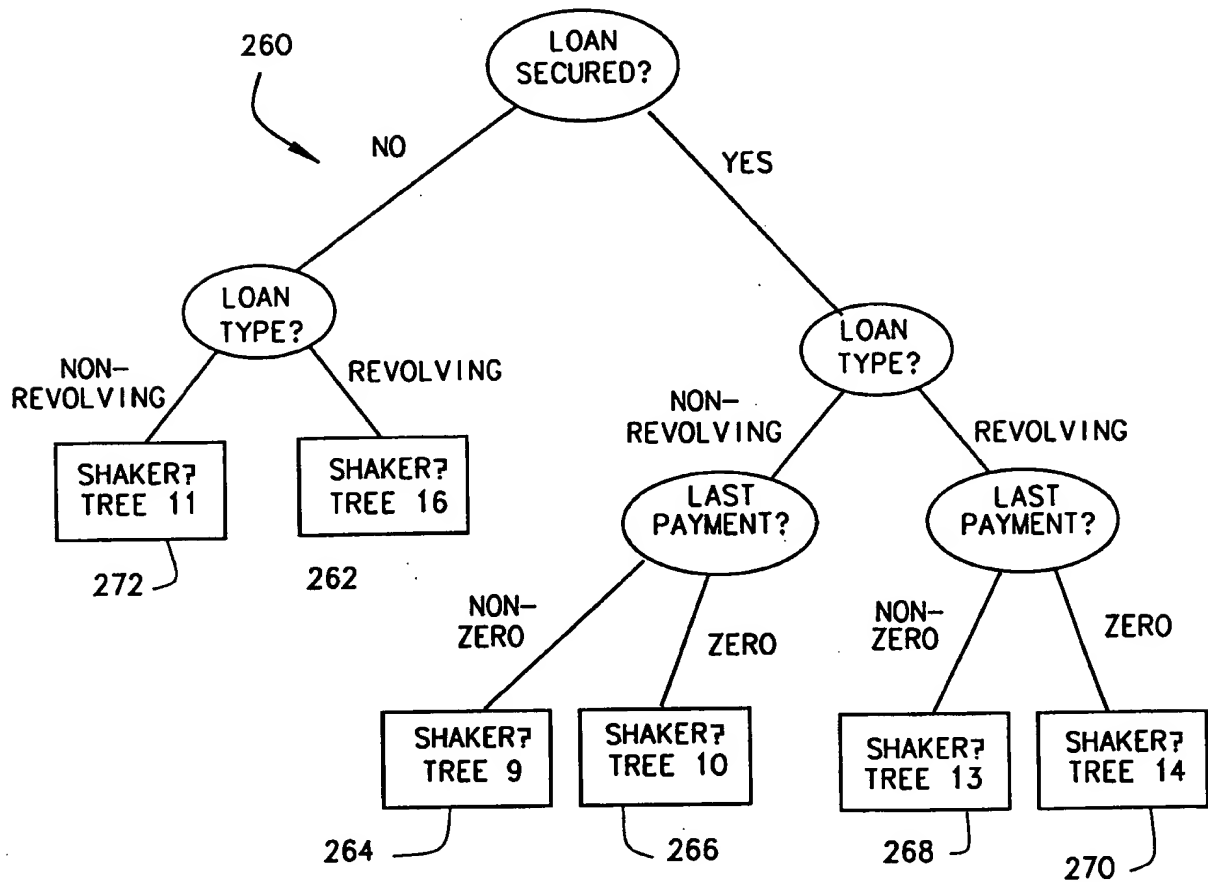 260
LOAN
SECURED?
NO
YES
LOAN
TYPE?
LOAN
TYPE?
NON-
REVOLVING
REVOLVING
NON-
REVOLVING
REVOLVING
SHAKER?
TREE 11
SHAKER?
TREE 16
LAST
PAYMENT?
LAST
PAYMENT?
272
262
NON-
ZERO
ZERO
NON-
ZERO
ZERO
SHAKER?
TREE 9
SHAKER?
TREE 10
SHAKER?
TREE 13
SHAKER?
TREE 14
264
266
268
270